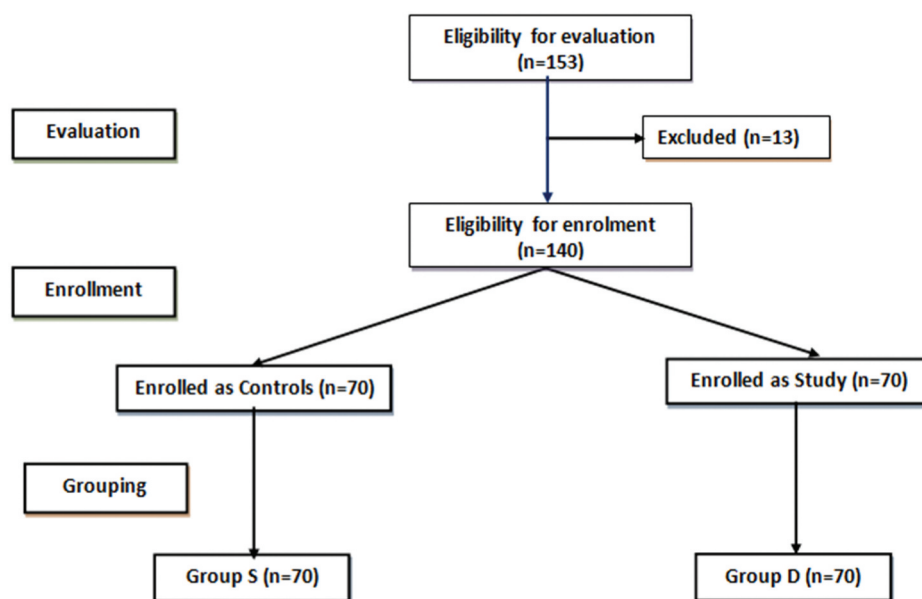 Eligibility for evaluation
(n=153)
Evaluation
Excluded (n=13)
Eligibility for enrolment
(n=140)
Enrollment
Enrolled as Controls (n=70)
Enrolled as Study (n=70)
Grouping
Group S (n=70)
Group D (n=70)